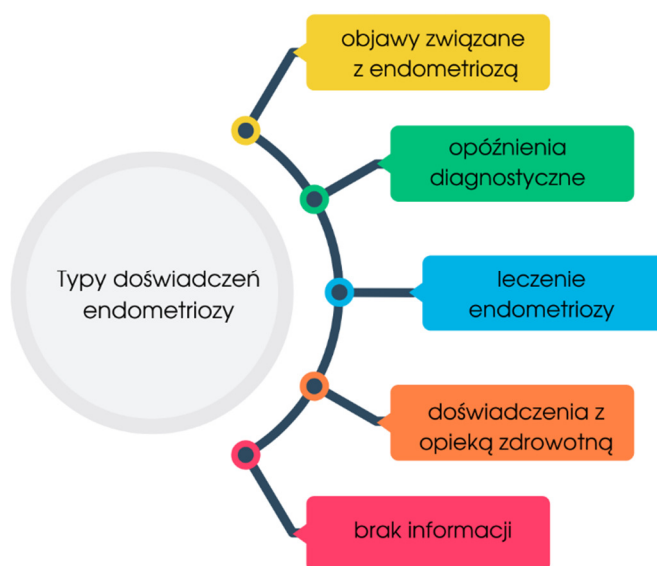 objawy związane
z endometriozą
opóźnienia
diagnostyczne
Typy doświadczeń
endometriozy
leczenie
endometriozy
doświadczenia z
opieką zdrowotną
brak informacji